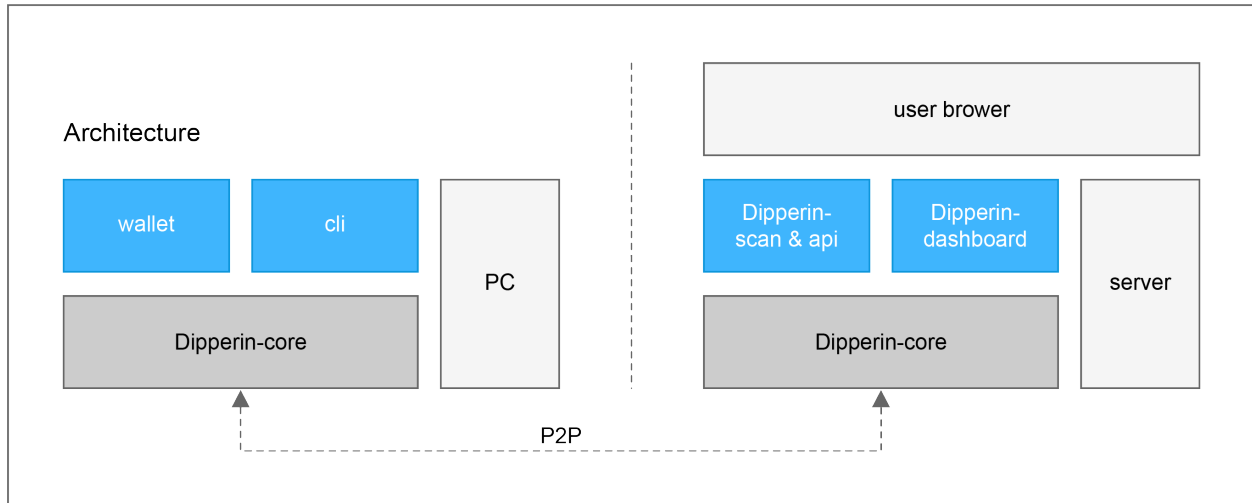 Architecture
wallet
cli
PC
Dipperin-core
user brower
Dipperin-
scan & api
Dipperin-
dashboard
server
Dipperin-core
P2P